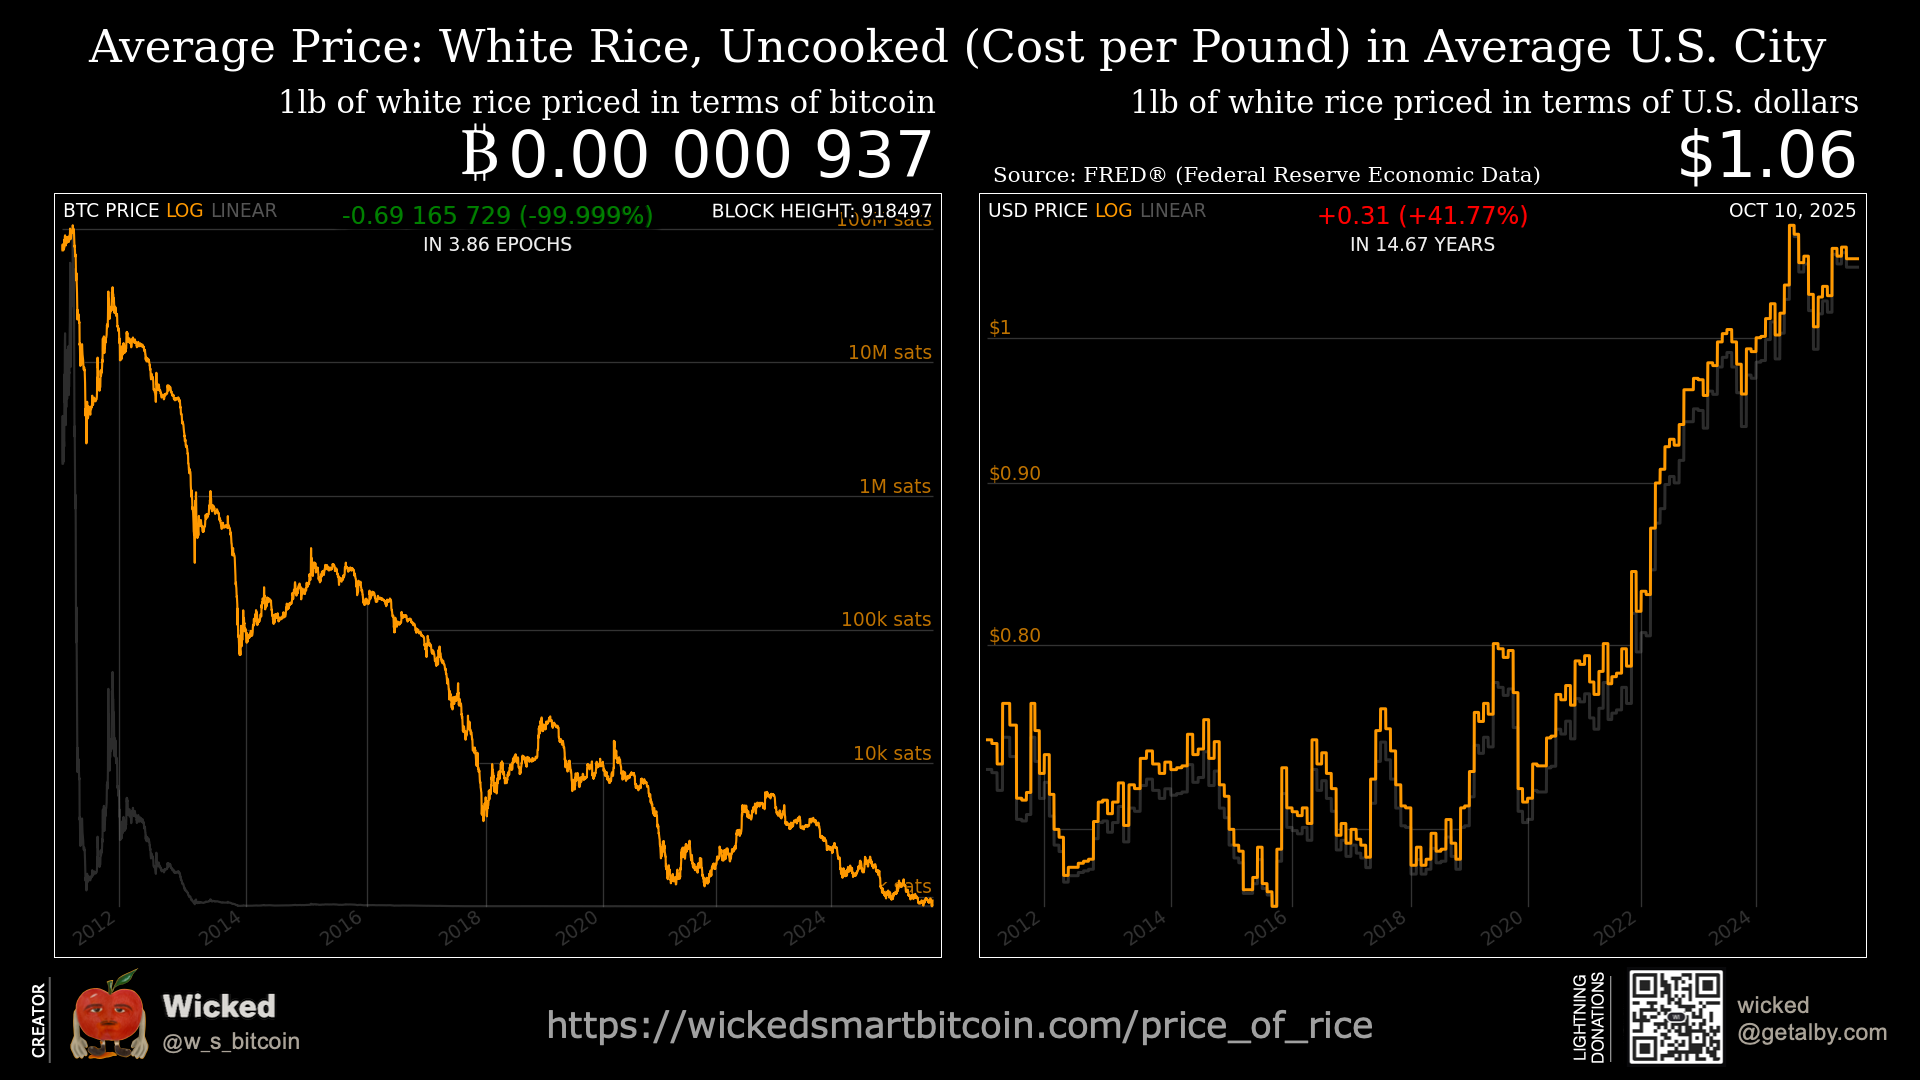 Average Price: White Rice, Uncooked (Cost per Pound) in Average U.S. City
1lb of white rice priced in terms of bitcoin
₿0.00 000 937
BTC PRICE LOG LINEAR
-0.69 165 729 (-99.999%)
IN 3.86 EPOCHS
BLOCK HEIGHT: 918497
100M sats
10M sats
1M sats
100k sats
10k sats
sats
2012
2014
2016
2018
2020
2022
2024
1lb of white rice priced in terms of U.S. dollars
Source: FRED® (Federal Reserve Economic Data)
$1.06
USD PRICE LOG LINEAR
+0.31 (+41.77%)
IN 14.67 YEARS
OCT 10, 2025
$1
$0.90
$0.80
2012
2014
2016
2018
2020
2022
2024
CREATOR
Wicked
@w_s_bitcoin
https://wickedsmartbitcoin.com/price_of_rice
LIGHTNING
DONATIONS
wicked
@getalby.com